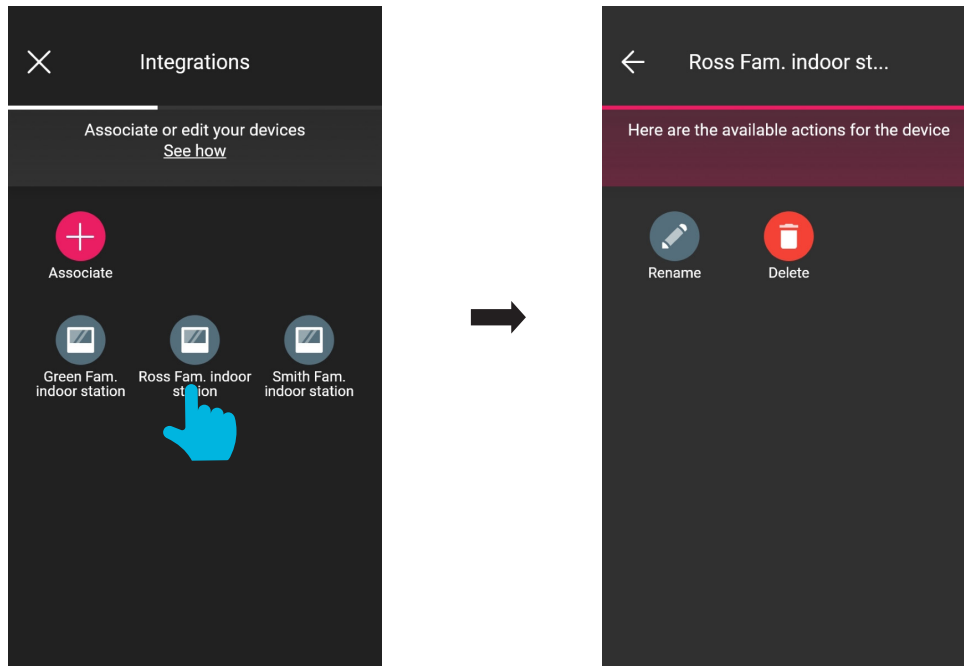 Integrations
Associate or edit your devices
See how
Associate
Green Fam.
indoor station
Ross Fam. indoor
station
Smith Fam.
indoor station
Ross Fam. indoor st...
Here are the available actions for the device
Rename
Delete